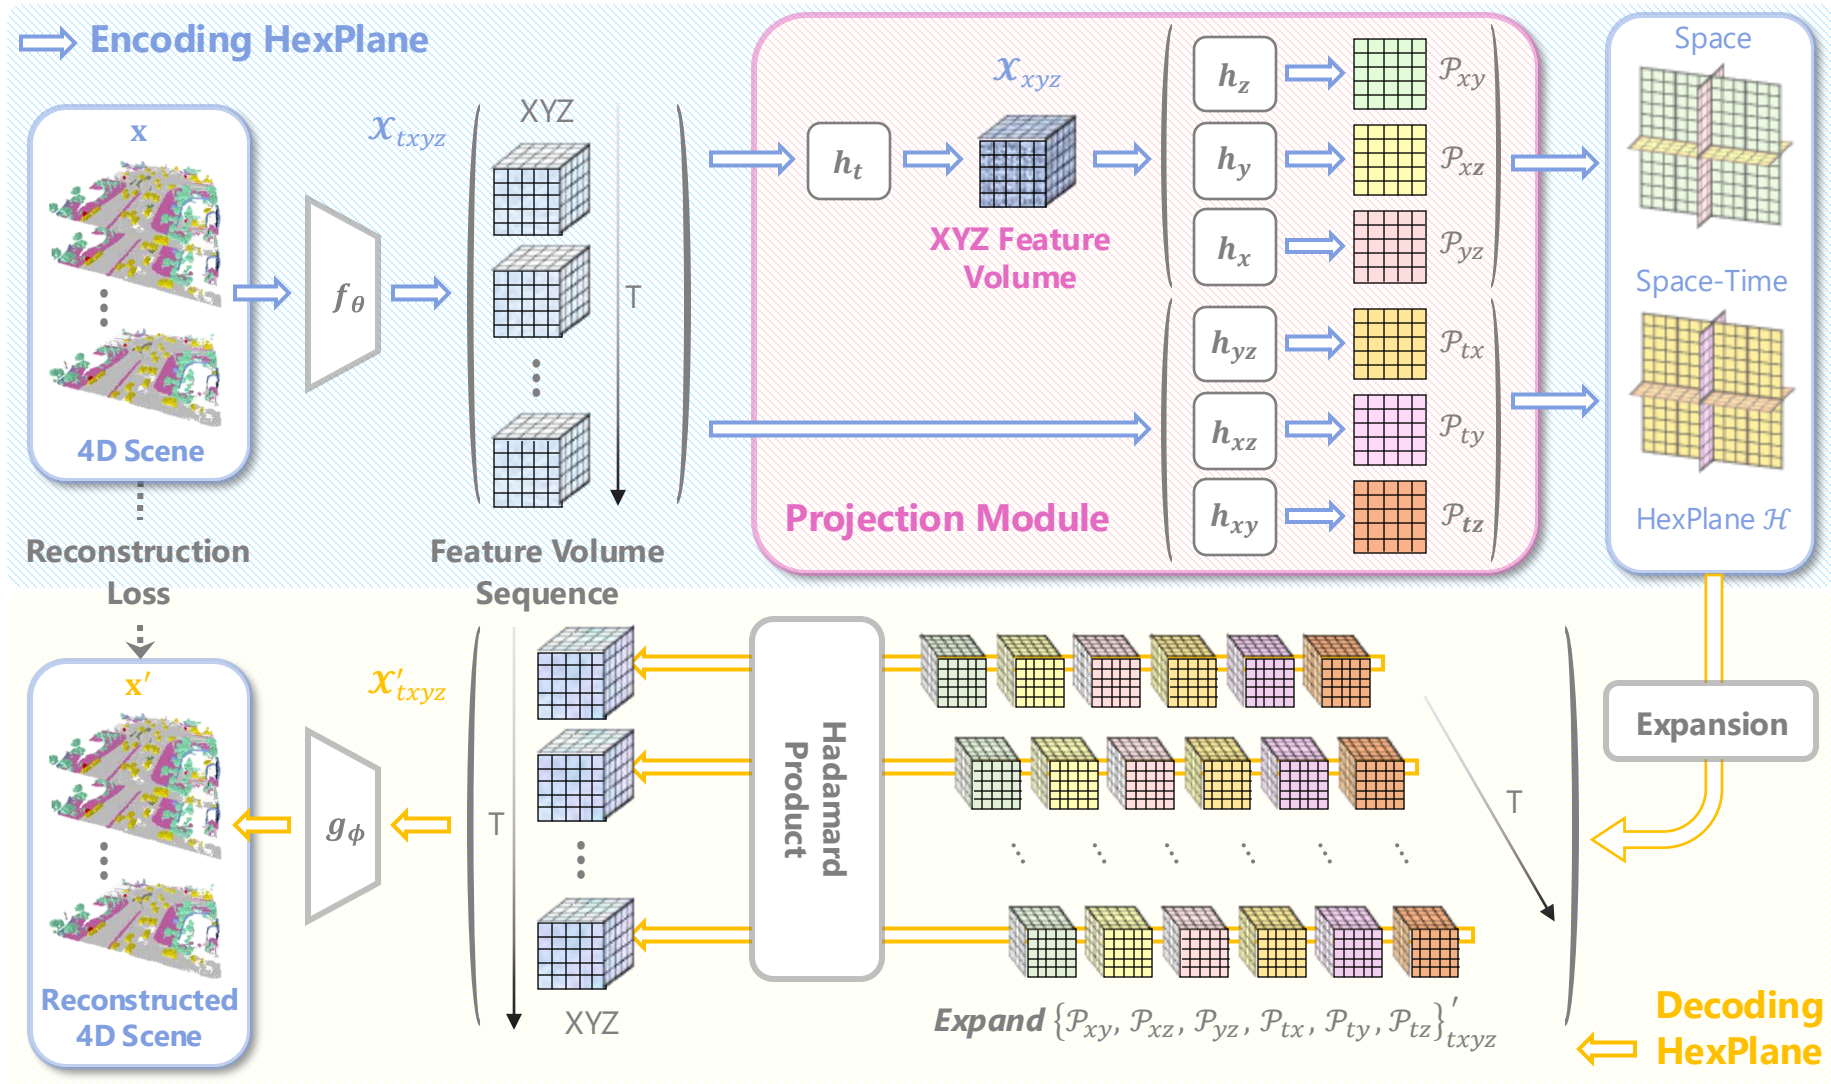 Encoding HexPlane
x
4D Scene
𝒳_txyz
f_θ
XYZ
T
Feature Volume
Sequence
h_t
𝒳_xyz
XYZ Feature
Volume
Projection Module
h_z
𝒫_xy
h_y
𝒫_xz
h_x
𝒫_yz
h_yz
𝒫_tx
h_xz
𝒫_ty
h_xy
𝒫_tz
Space
Space-Time
HexPlane ℋ
Reconstruction
Loss
Expansion
T
Expand {𝒫_xy, 𝒫_xz, 𝒫_yz, 𝒫_tx, 𝒫_ty, 𝒫_tz}′_txyz
Hadamard
Product
T
XYZ
𝒳′_txyz
g_ϕ
x′
Reconstructed
4D Scene
Decoding
HexPlane